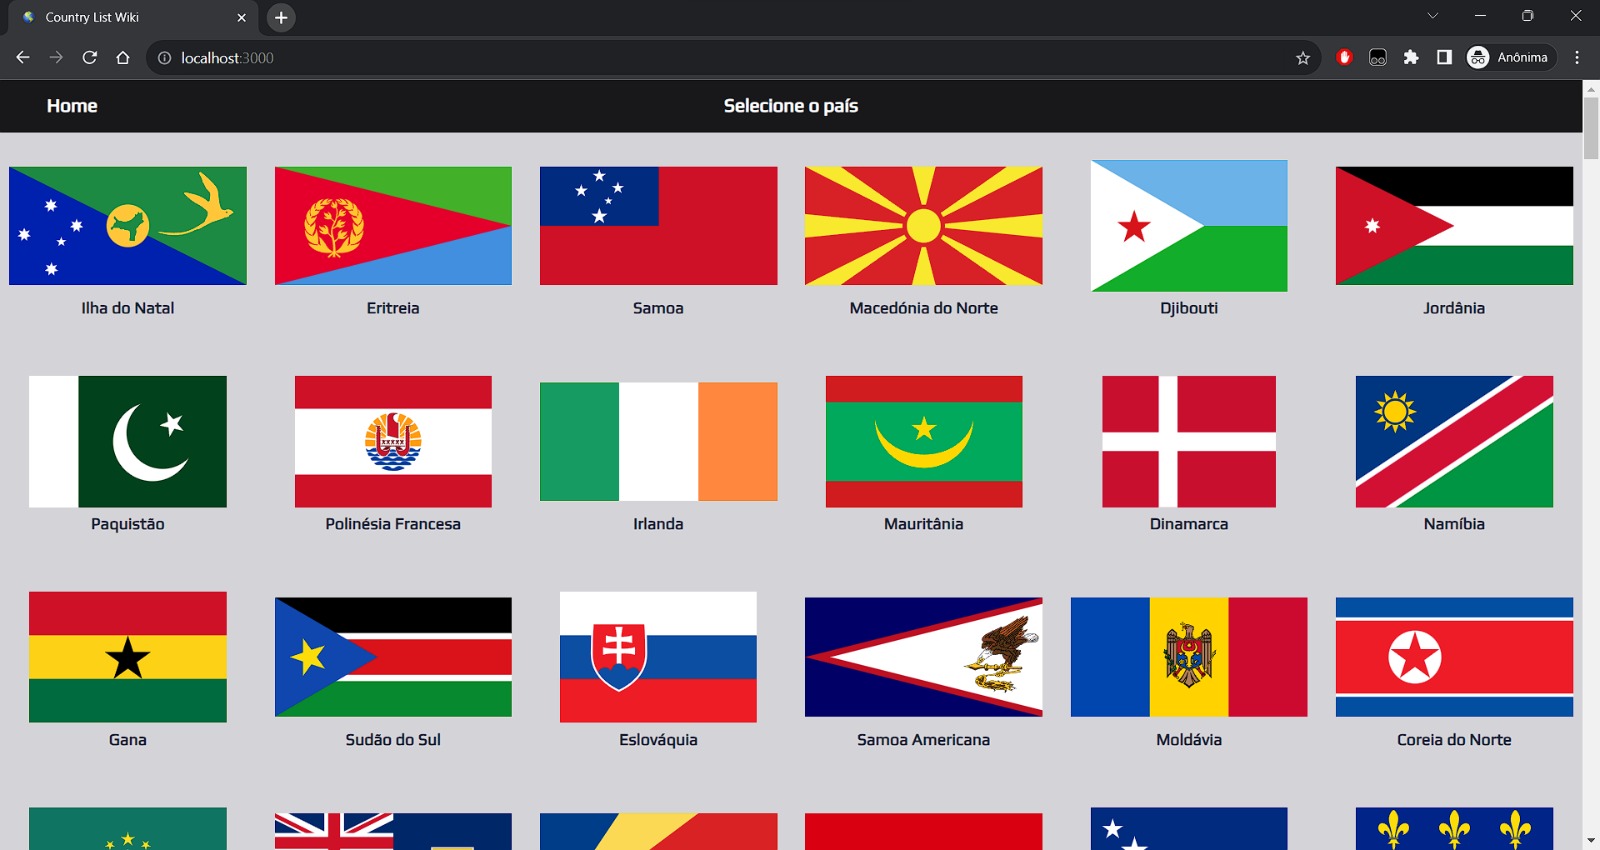 Country List Wiki
localhost:3000
Anônima
Home
Selecione o país
Ilha do Natal
Eritreia
Samoa
Macedónia do Norte
Djibouti
Jordânia
Paquistão
Polinésia Francesa
Irlanda
Mauritânia
Dinamarca
Namíbia
Gana
Sudão do Sul
Eslováquia
Samoa Americana
Moldávia
Coreia do Norte